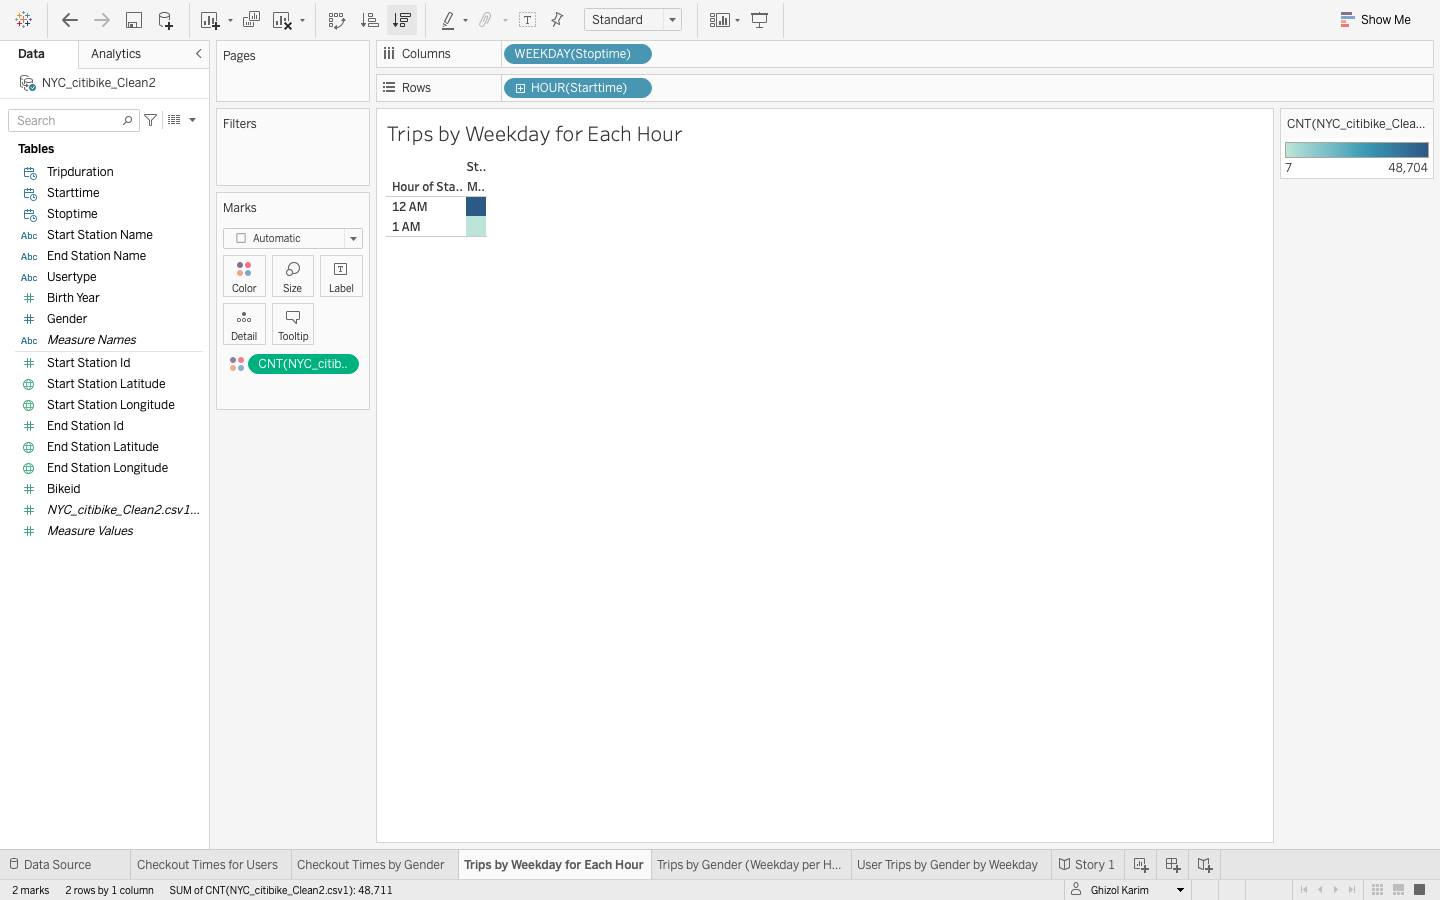 Standard
Show Me
Data
Analytics
NYC_citibike_Clean2
Search
Tables
Tripduration
Starttime
Stoptime
Abc Start Station Name
Abc End Station Name
Abc Usertype
Birth Year
Gender
Abc Measure Names
Start Station Id
Start Station Latitude
Start Station Longitude
End Station Id
End Station Latitude
End Station Longitude
Bikeid
NYC_citibike_Clean2.csv1...
Measure Values
Pages
Filters
Marks
Automatic
Color
Size
Label
Detail
Tooltip
CNT(NYC_citib..
Columns
WEEKDAY(Stoptime)
Rows
HOUR(Starttime)
Trips by Weekday for Each Hour
St..
Hour of Sta.. M..
12 AM
1 AM
CNT(NYC_citibike_Clea...
7 48,704
Data Source
Checkout Times for Users
Checkout Times by Gender
Trips by Weekday for Each Hour
Trips by Gender (Weekday per H...
User Trips by Gender by Weekday
Story 1
2 marks
2 rows by 1 column
SUM of CNT(NYC_citibike_Clean2.csv1): 48,711
Ghizol Karim